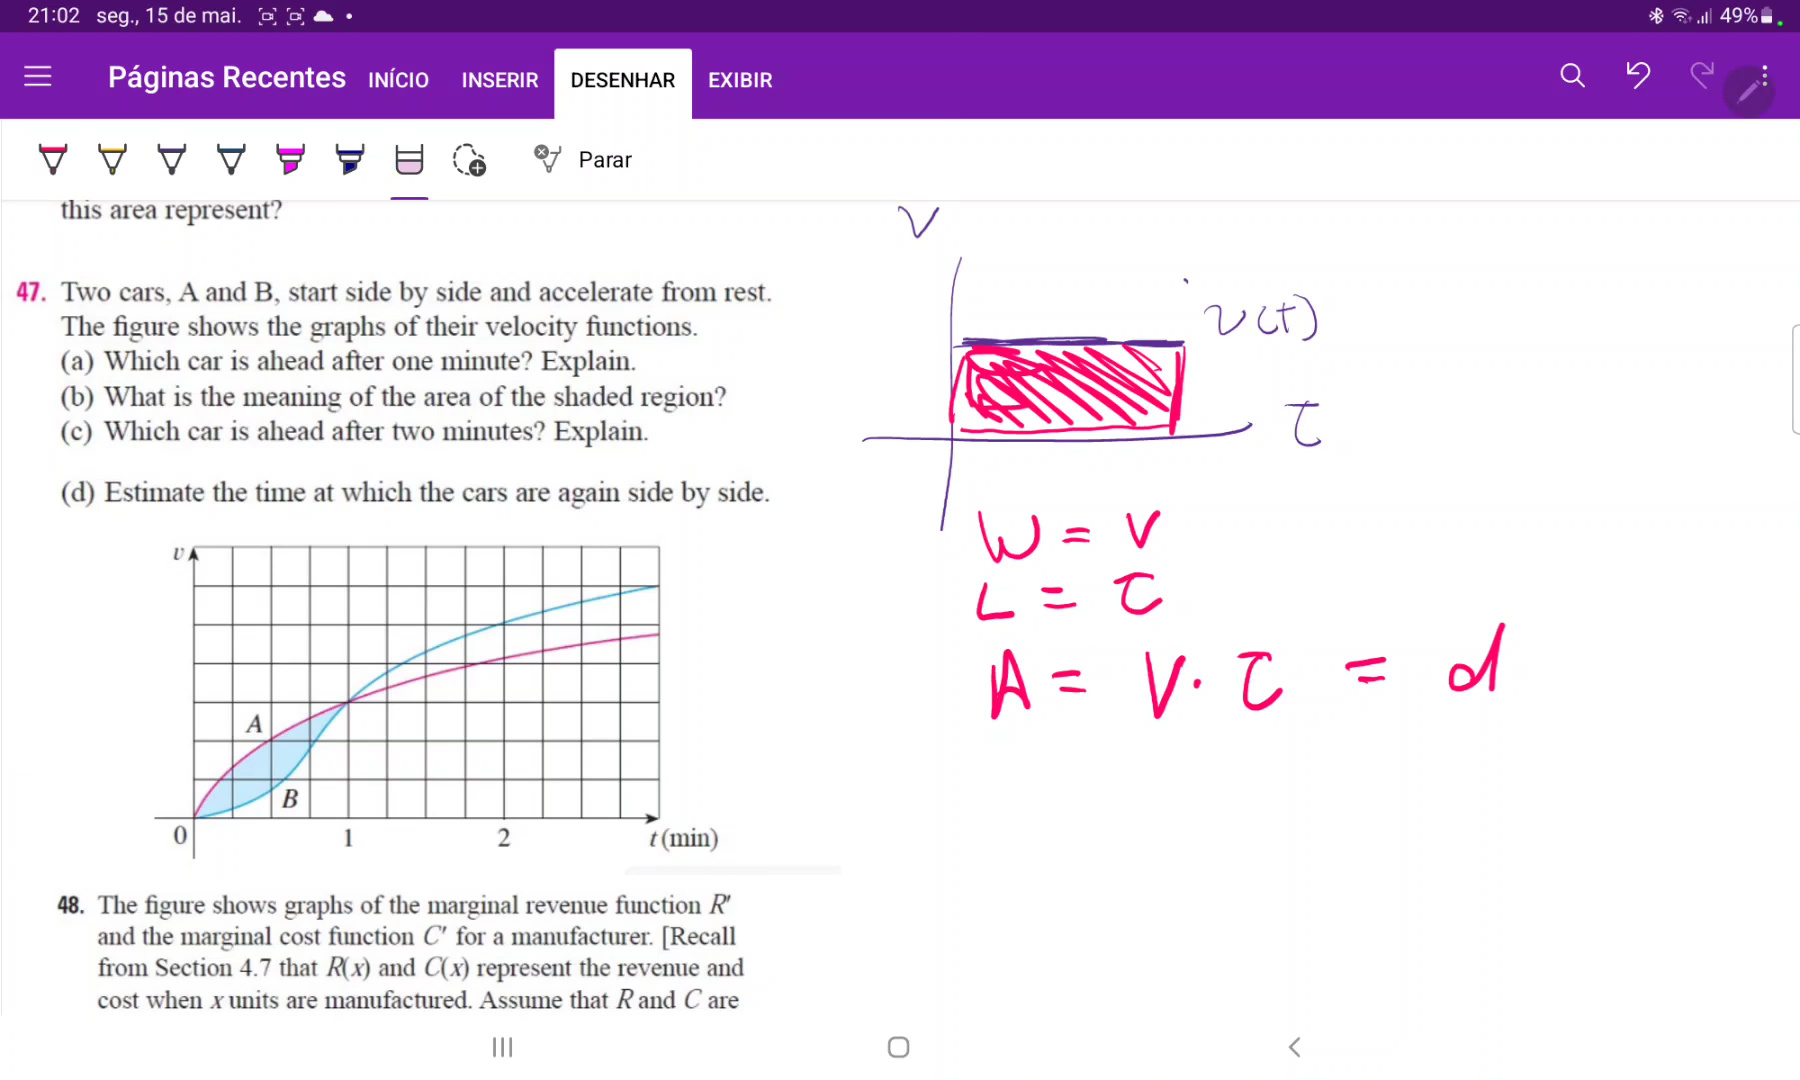 21:02 seg., 15 de mai.
49%
Páginas Recentes INÍCIO INSERIR DESENHAR EXIBIR
Parar
this area represent?
47. Two cars, A and B, start side by side and accelerate from rest.
The figure shows the graphs of their velocity functions.
(a) Which car is ahead after one minute? Explain.
(b) What is the meaning of the area of the shaded region?
(c) Which car is ahead after two minutes? Explain.
(d) Estimate the time at which the cars are again side by side.
v
A
B
0 1 2 t (min)
48. The figure shows graphs of the marginal revenue function R′
and the marginal cost function C′ for a manufacturer. [Recall
from Section 4.7 that R(x) and C(x) represent the revenue and
cost when x units are manufactured. Assume that R and C are
V
v(t)
t
W = V
L = t
A = V · t = d